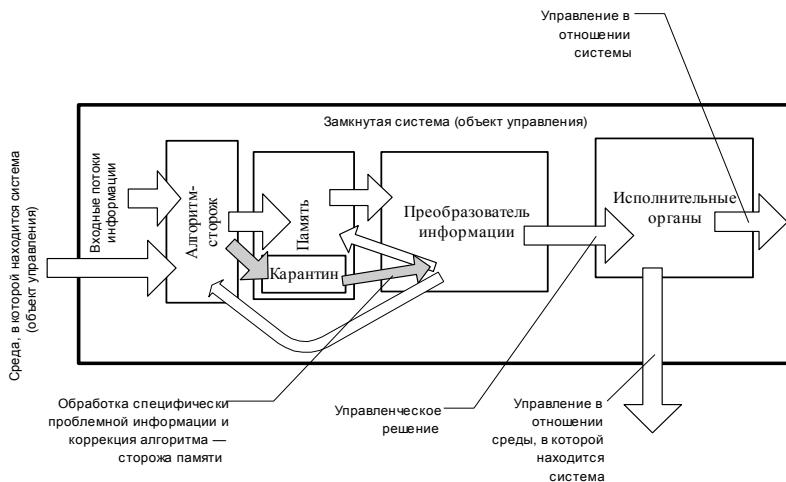 Управление в
отношении
системы
Замкнутая система (объект управления)
Среда, в которой находится система
(объект управления)
Входные потоки
информации
Алгоритм-
сторож
Память
Карантин
Преобразователь
информации
Исполнительные
органы
Обработка специфически
проблемной информации и
коррекция алгоритма —
сторожа памяти
Управленческое
решение
Управление в
отношении
среды, в которой
находится
система